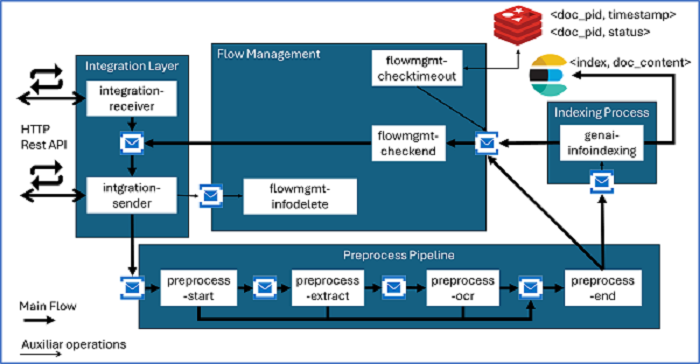 <doc_pid, timestamp>
<doc_pid, status>
Integration Layer
Flow Management
flowmgmt-
checktimeout
<index, doc_content>
integration-
receiver
Indexing Process
HTTP
Rest API
flowmgmt-
checkend
genai-
infoindexing
intgration-
sender
flowmgmt-
infodelete
Preprocess Pipeline
preprocess
-start
preprocess
-extract
preprocess
-ocr
preprocess
-end
Main Flow
Auxiliar operations